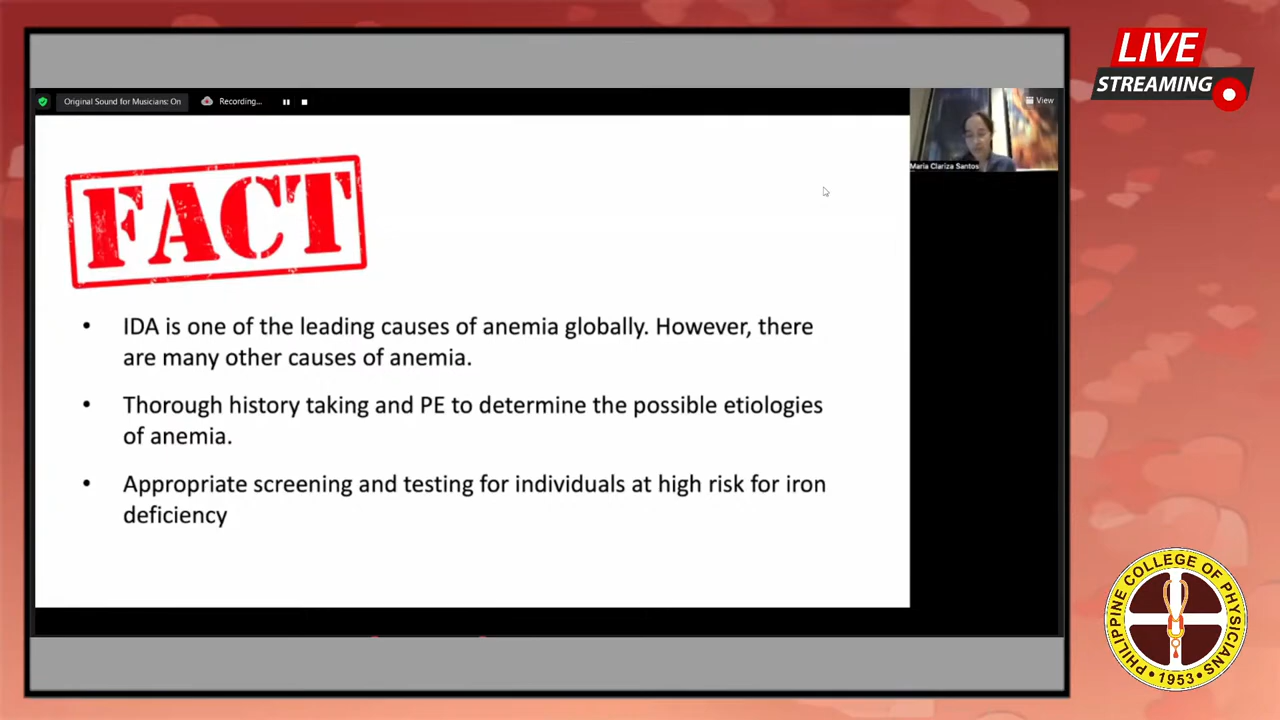 LIVE
STREAMING
Original Sound for Musicians: On
Recording...
View
Maria Clariza Santos
FACT
• IDA is one of the leading causes of anemia globally. However, there
are many other causes of anemia.
• Thorough history taking and PE to determine the possible etiologies
of anemia.
• Appropriate screening and testing for individuals at high risk for iron
deficiency
PHILIPPINE COLLEGE OF PHYSICIANS
• 1953 •